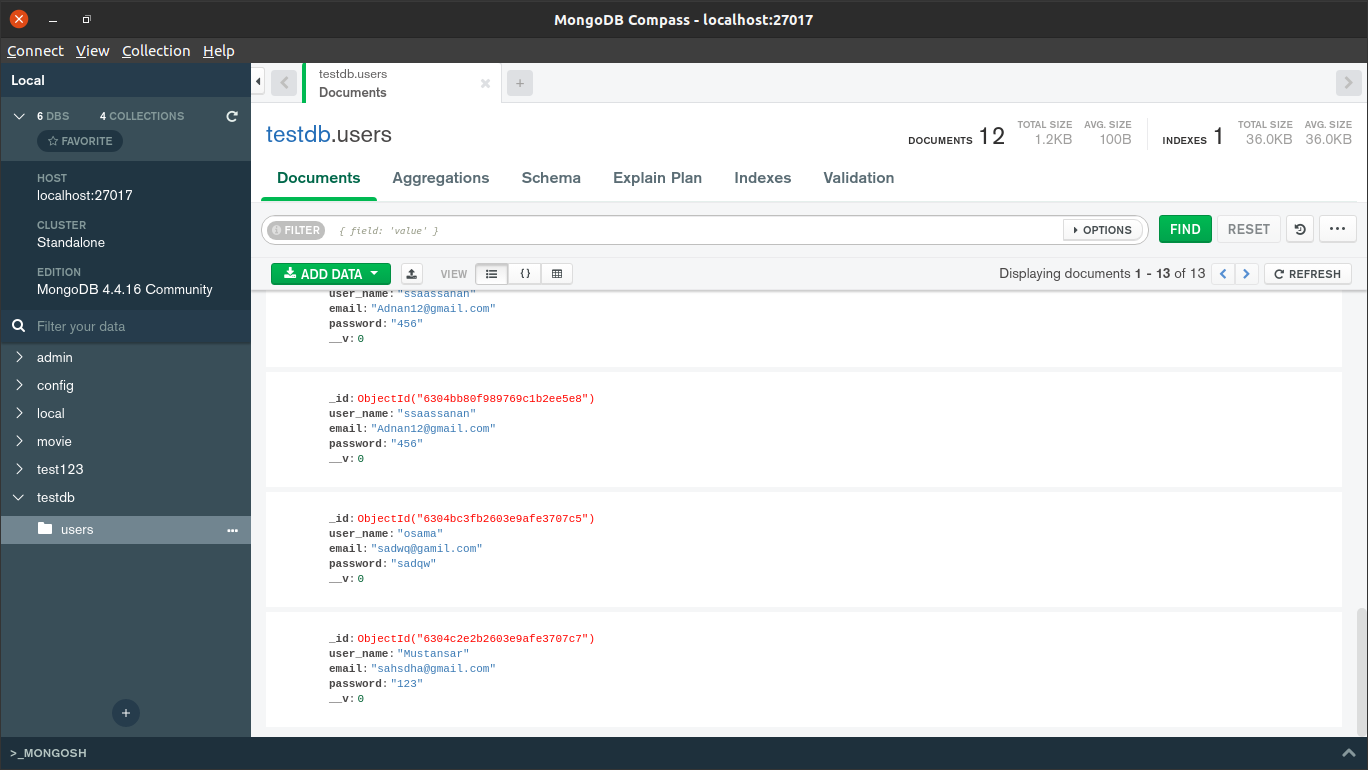 MongoDB Compass - localhost:27017
Connect View Collection Help
Local
6 DBS 4 COLLECTIONS
FAVORITE
HOST
localhost:27017
CLUSTER
Standalone
EDITION
MongoDB 4.4.16 Community
Filter your data
admin
config
local
movie
test123
testdb
users
testdb.users
Documents
testdb.users
DOCUMENTS 12 TOTAL SIZE 1.2KB AVG. SIZE 100B INDEXES 1 TOTAL SIZE 36.0KB AVG. SIZE 36.0KB
Documents Aggregations Schema Explain Plan Indexes Validation
FILTER { field: 'value' } OPTIONS FIND RESET
ADD DATA VIEW {} Displaying documents 1 - 13 of 13 REFRESH
user_name: "ssaassanan"
email: "Adnan12@gmail.com"
password: "456"
__v: 0
_id: ObjectId("6304bb80f989769c1b2ee5e8")
user_name: "ssaassanan"
email: "Adnan12@gmail.com"
password: "456"
__v: 0
_id: ObjectId("6304bc3fb2603e9afe3707c5")
user_name: "osama"
email: "sadwq@gamil.com"
password: "sadqw"
__v: 0
_id: ObjectId("6304c2e2b2603e9afe3707c7")
user_name: "Mustansar"
email: "sahsdha@gmail.com"
password: "123"
__v: 0
>_MONGOSH